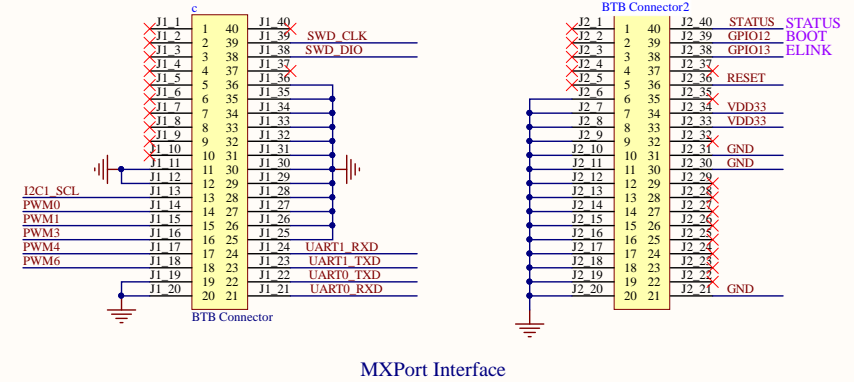 c
J1_1 1 40 J1_40
J1_2 2 39 J1_39 SWD_CLK
J1_3 3 38 J1_38 SWD_DIO
J1_4 4 37 J1_37
J1_5 5 36 J1_36
J1_6 6 35 J1_35
J1_7 7 34 J1_34
J1_8 8 33 J1_33
J1_9 9 32 J1_32
J1_10 10 31 J1_31
J1_11 11 30 J1_30
J1_12 12 29 J1_29
I2C1_SCL J1_13 13 28 J1_28
PWM0 J1_14 14 27 J1_27
PWM1 J1_15 15 26 J1_26
PWM3 J1_16 16 25 J1_25
PWM4 J1_17 17 24 J1_24 UART1_RXD
PWM6 J1_18 18 23 J1_23 UART1_TXD
J1_19 19 22 J1_22 UART0_TXD
J1_20 20 21 J1_21 UART0_RXD
BTB Connector
BTB Connector2
J2_1 1 40 J2_40 STATUS STATUS
J2_2 2 39 J2_39 GPIO12 BOOT
J2_3 3 38 J2_38 GPIO13 ELINK
J2_4 4 37 J2_37
J2_5 5 36 J2_36 RESET
J2_6 6 35 J2_35
J2_7 7 34 J2_34 VDD33
J2_8 8 33 J2_33 VDD33
J2_9 9 32 J2_32
J2_10 10 31 J2_31 GND
J2_11 11 30 J2_30 GND
J2_12 12 29 J2_29
J2_13 13 28 J2_28
J2_14 14 27 J2_27
J2_15 15 26 J2_26
J2_16 16 25 J2_25
J2_17 17 24 J2_24
J2_18 18 23 J2_23
J2_19 19 22 J2_22
J2_20 20 21 J2_21 GND
MXPort Interface